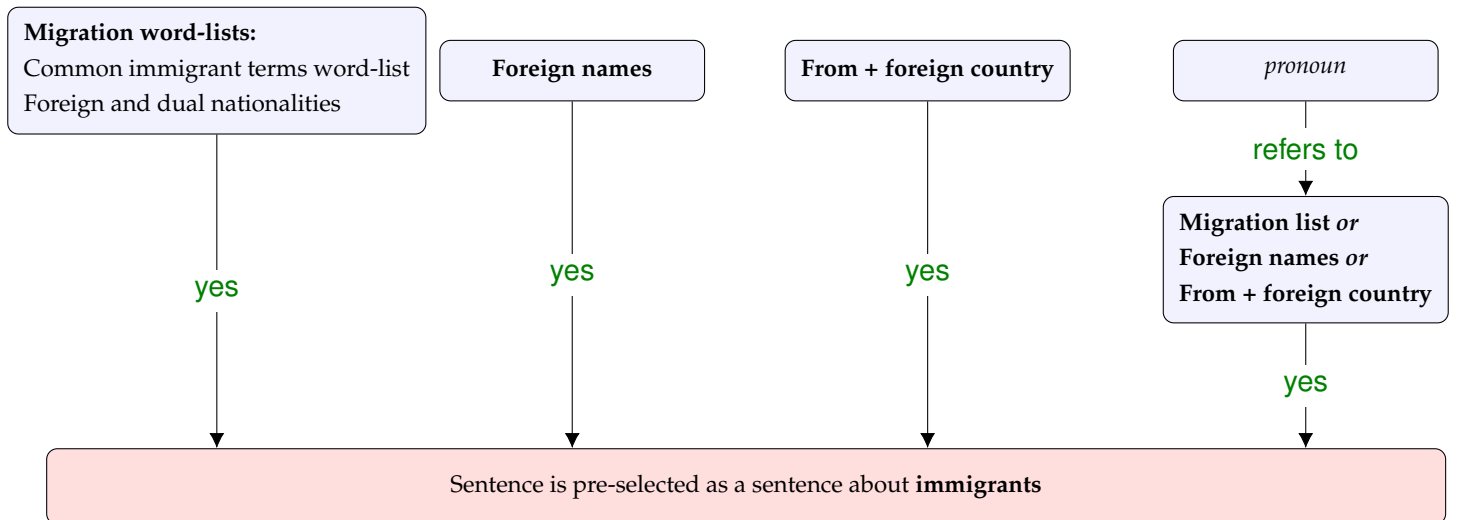 Migration word-lists:
Common immigrant terms word-list
Foreign and dual nationalities
Foreign names
From + foreign country
pronoun
refers to
Migration list or
Foreign names or
From + foreign country
yes
yes
yes
yes
Sentence is pre-selected as a sentence about immigrants